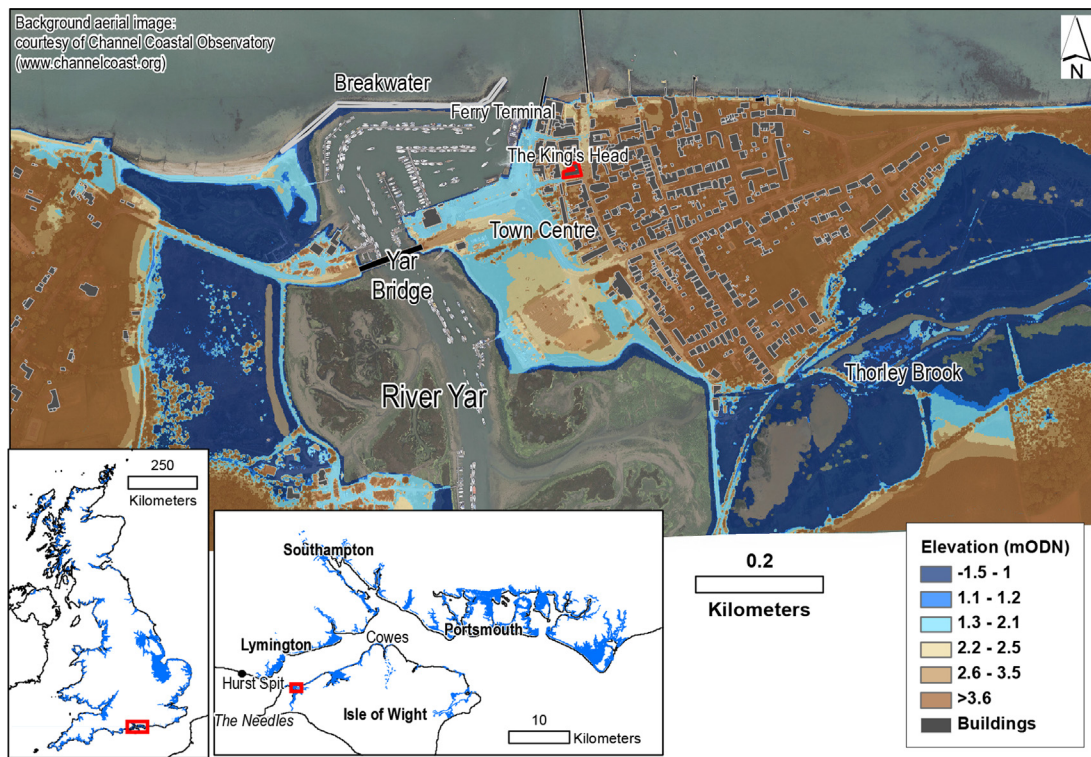 Background aerial image:
courtesy of Channel Coastal Observatory
(www.channelcoast.org)
N
Breakwater
Ferry Terminal
The King's Head
Town Centre
Yar
Bridge
River Yar
Thorley Brook
250
Kilometers
Southampton
Lymington
Cowes
Portsmouth
Hurst Spit
The Needles
Isle of Wight
10
Kilometers
0.2
Kilometers
Elevation (mODN)
-1.5 - 1
1.1 - 1.2
1.3 - 2.1
2.2 - 2.5
2.6 - 3.5
>3.6
Buildings